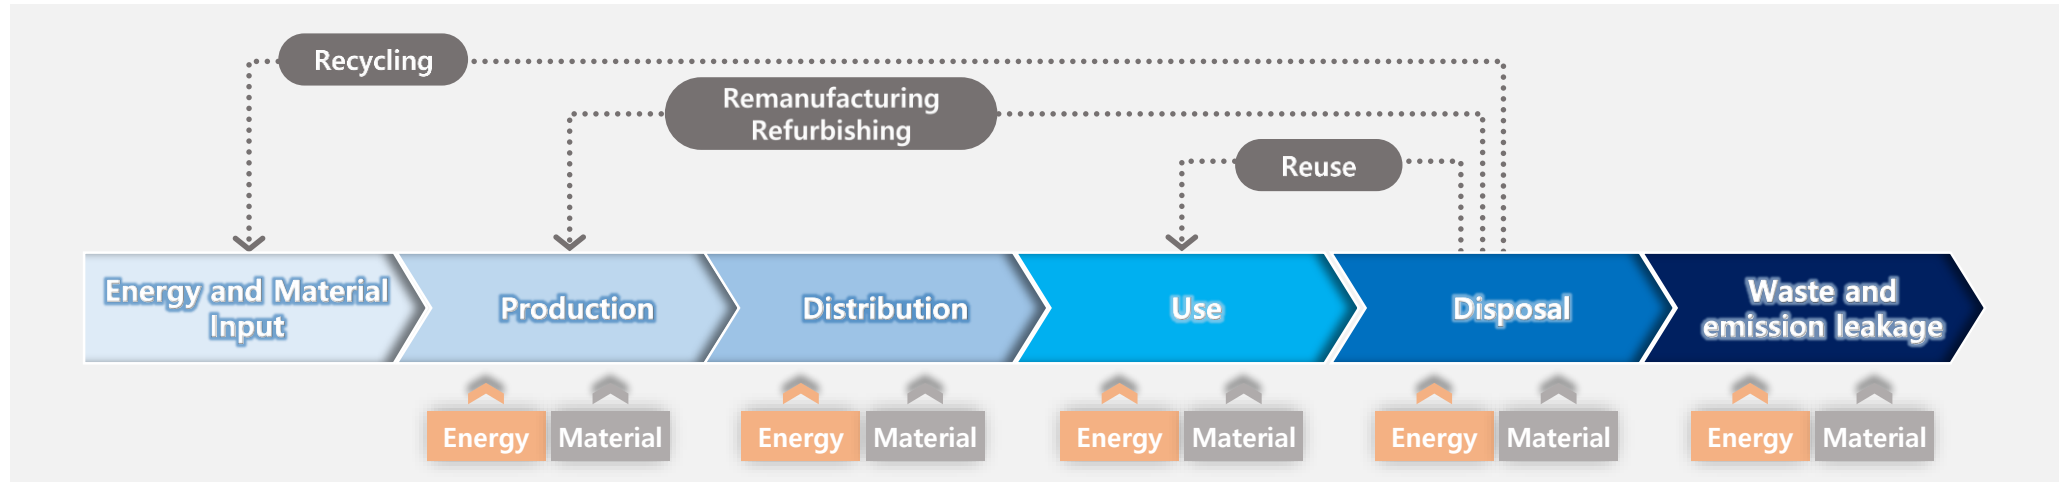 Recycling
Remanufacturing
Refurbishing
Reuse
Energy and Material
Input
Production
Distribution
Use
Disposal
Waste and
emission leakage
Energy
Material
Energy
Material
Energy
Material
Energy
Material
Energy
Material